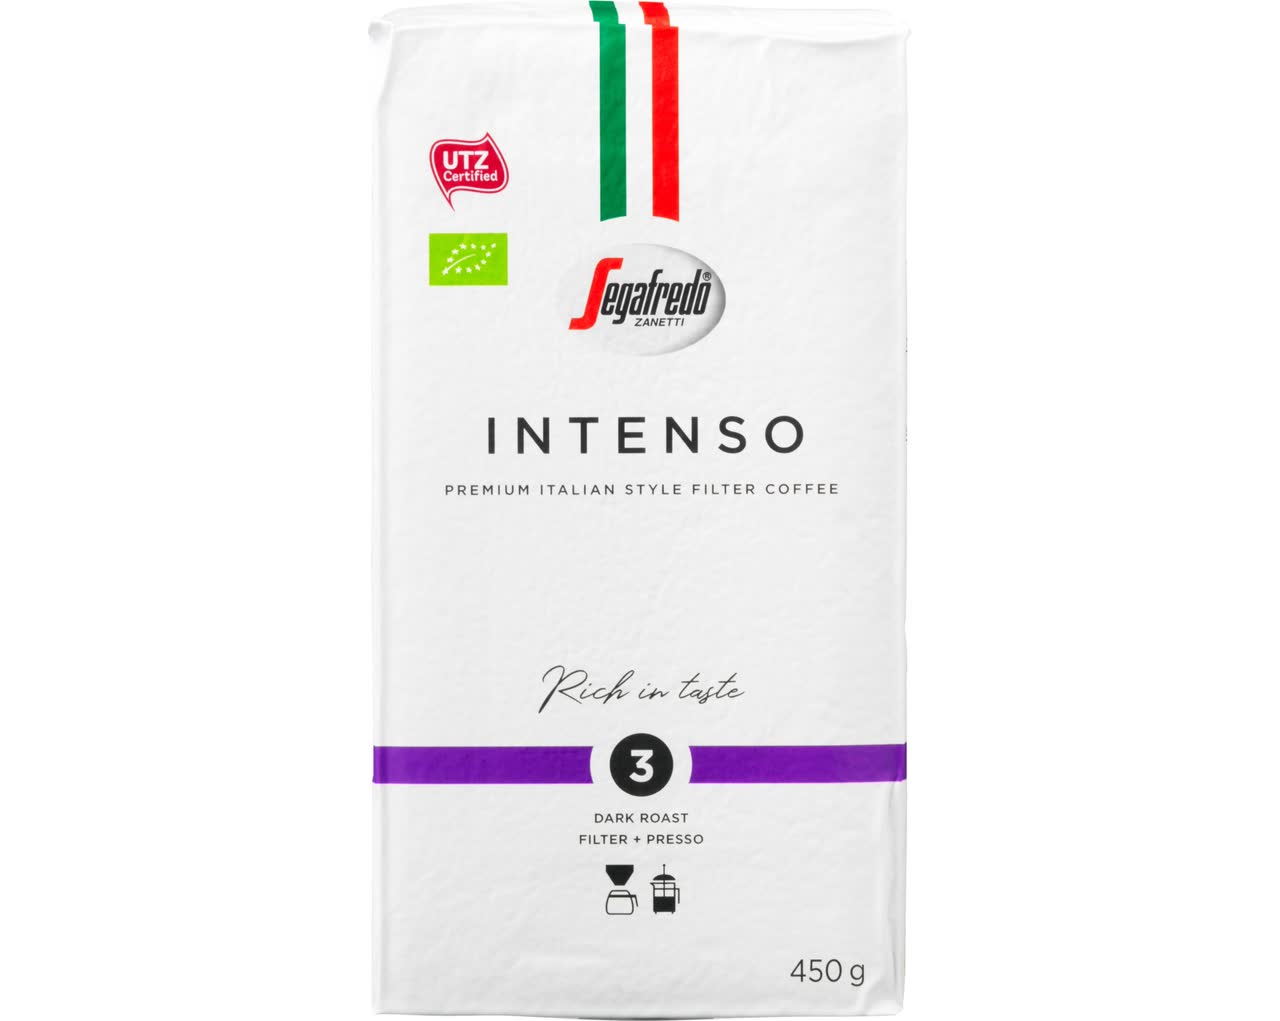 UTZ
Certified
Segafredo®
ZANETTI
INTENSO
PREMIUM ITALIAN STYLE FILTER COFFEE
Rich in taste
3
DARK ROAST
FILTER + PRESSO
450 g